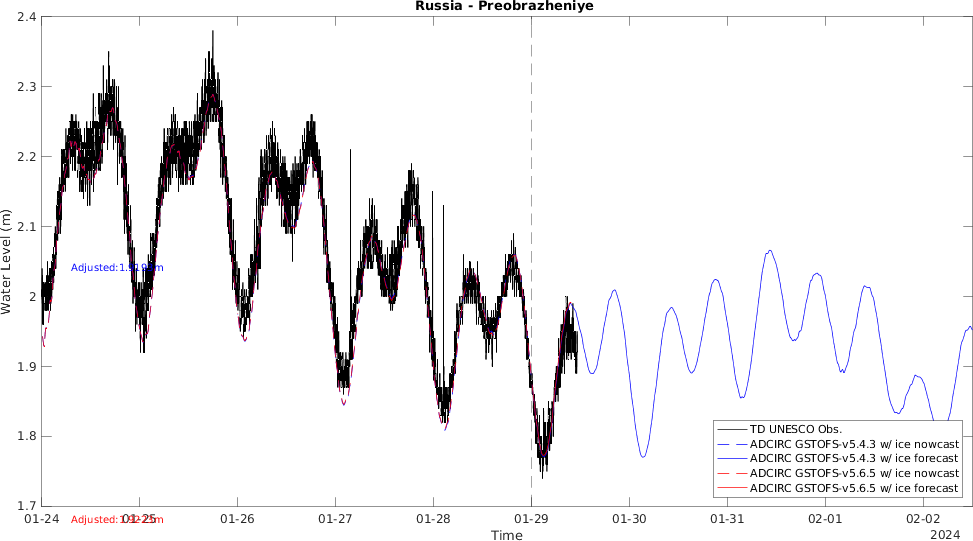 Russia - Preobrazheniye
2.4
2.3
2.2
2.1
2
1.9
1.8
1.7
Water Level (m)
TD UNESCO Obs.
ADCIRC GSTOFS-v5.4.3 w/ ice nowcast
ADCIRC GSTOFS-v5.4.3 w/ ice forecast
ADCIRC GSTOFS-v5.6.5 w/ ice nowcast
ADCIRC GSTOFS-v5.6.5 w/ ice forecast
01-24 01-25 01-26 01-27 01-28 01-29 01-30 01-31 02-01 02-02
Time
2024